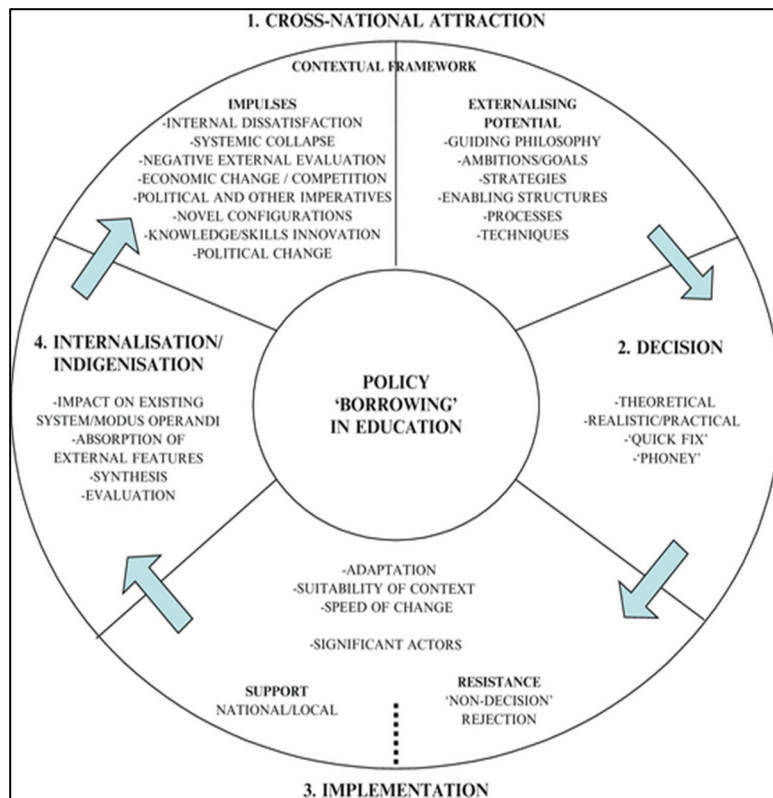 1. CROSS-NATIONAL ATTRACTION
CONTEXTUAL FRAMEWORK
IMPULSES
-INTERNAL DISSATISFACTION
-SYSTEMIC COLLAPSE
-NEGATIVE EXTERNAL EVALUATION
-ECONOMIC CHANGE / COMPETITION
-POLITICAL AND OTHER IMPERATIVES
-NOVEL CONFIGURATIONS
-KNOWLEDGE/SKILLS INNOVATION
-POLITICAL CHANGE
EXTERNALISING
POTENTIAL
-GUIDING PHILOSOPHY
-AMBITIONS/GOALS
-STRATEGIES
-ENABLING STRUCTURES
-PROCESSES
-TECHNIQUES
2. DECISION
-THEORETICAL
-REALISTIC/PRACTICAL
-‘QUICK FIX’
-‘PHONEY’
POLICY
‘BORROWING’
IN EDUCATION
4. INTERNALISATION/
INDIGENISATION
-IMPACT ON EXISTING
SYSTEM/MODUS OPERANDI
-ABSORPTION OF
EXTERNAL FEATURES
-SYNTHESIS
-EVALUATION
-ADAPTATION
-SUITABILITY OF CONTEXT
-SPEED OF CHANGE
-SIGNIFICANT ACTORS
SUPPORT
NATIONAL/LOCAL
RESISTANCE
‘NON-DECISION’
REJECTION
3. IMPLEMENTATION